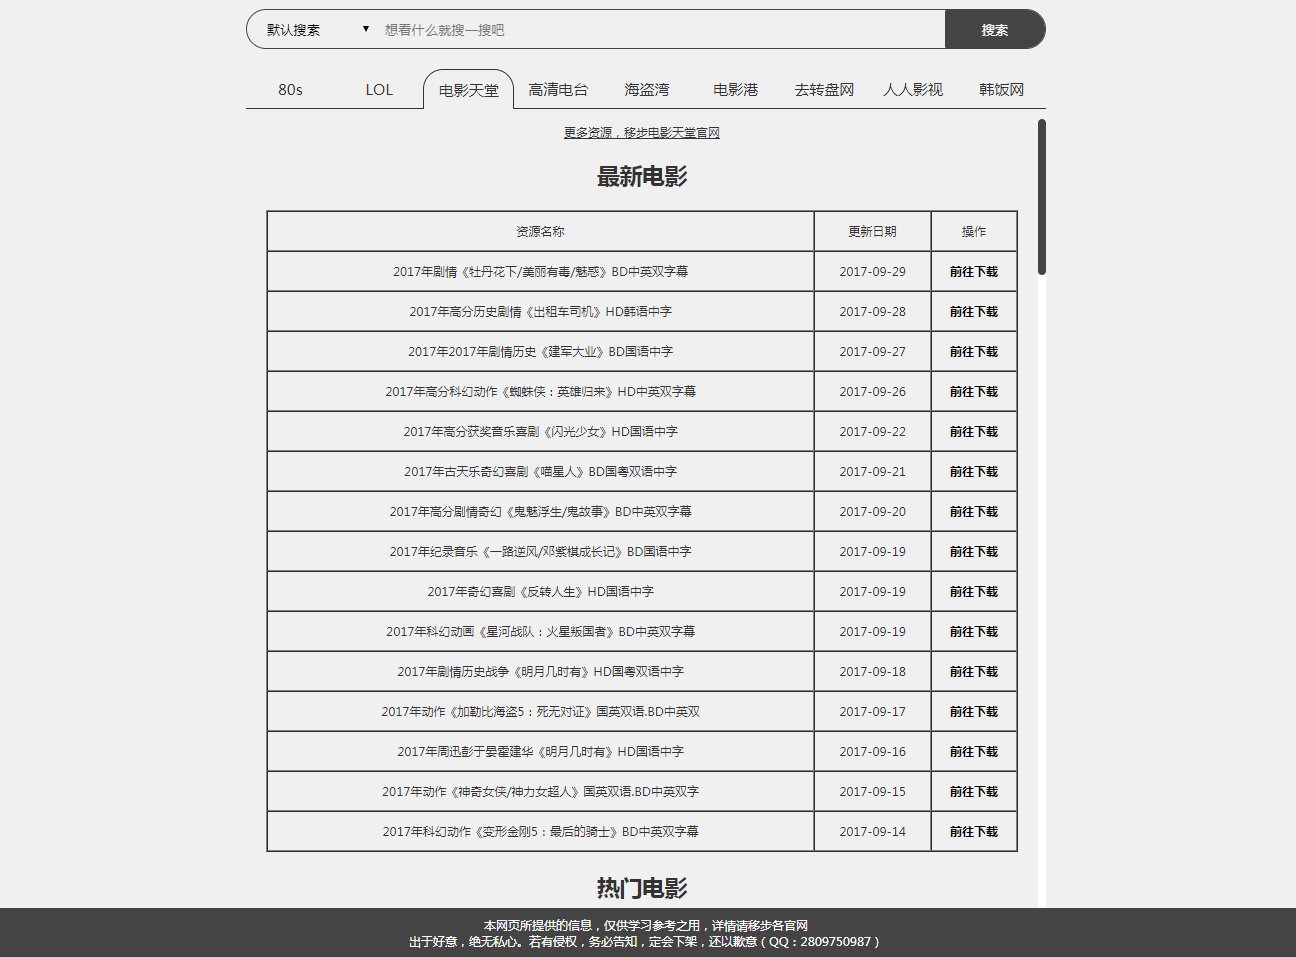 默认搜索 ▼ 想看什么就搜一搜吧 搜索
80s LOL 电影天堂 高清电台 海盗湾 电影港 去转盘网 人人影视 韩饭网
更多资源，移步电影天堂官网
最新电影
资源名称 更新日期 操作
2017年剧情《牡丹花下/美丽有毒/魅惑》BD中英双字幕 2017-09-29 前往下载
2017年高分历史剧情《出租车司机》HD韩语中字 2017-09-28 前往下载
2017年2017年剧情历史《建军大业》BD国语中字 2017-09-27 前往下载
2017年高分科幻动作《蜘蛛侠：英雄归来》HD中英双字幕 2017-09-26 前往下载
2017年高分获奖音乐喜剧《闪光少女》HD国语中字 2017-09-22 前往下载
2017年古天乐奇幻喜剧《喵星人》BD国粤双语中字 2017-09-21 前往下载
2017年高分剧情奇幻《鬼魅浮生/鬼故事》BD中英双字幕 2017-09-20 前往下载
2017年纪录音乐《一路逆风/邓紫棋成长记》BD国语中字 2017-09-19 前往下载
2017年奇幻喜剧《反转人生》HD国语中字 2017-09-19 前往下载
2017年科幻动画《星河战队：火星叛国者》BD中英双字幕 2017-09-19 前往下载
2017年剧情历史战争《明月几时有》HD国粤双语中字 2017-09-18 前往下载
2017年动作《加勒比海盗5：死无对证》国英双语.BD中英双 2017-09-17 前往下载
2017年周迅彭于晏霍建华《明月几时有》HD国语中字 2017-09-16 前往下载
2017年动作《神奇女侠/神力女超人》国英双语.BD中英双字 2017-09-15 前往下载
2017年科幻动作《变形金刚5：最后的骑士》BD中英双字幕 2017-09-14 前往下载
热门电影
本网页所提供的信息，仅供学习参考之用，详情请移步各官网
出于好意，绝无私心。若有侵权，务必告知，定会下架，还以歉意（QQ：2809750987）